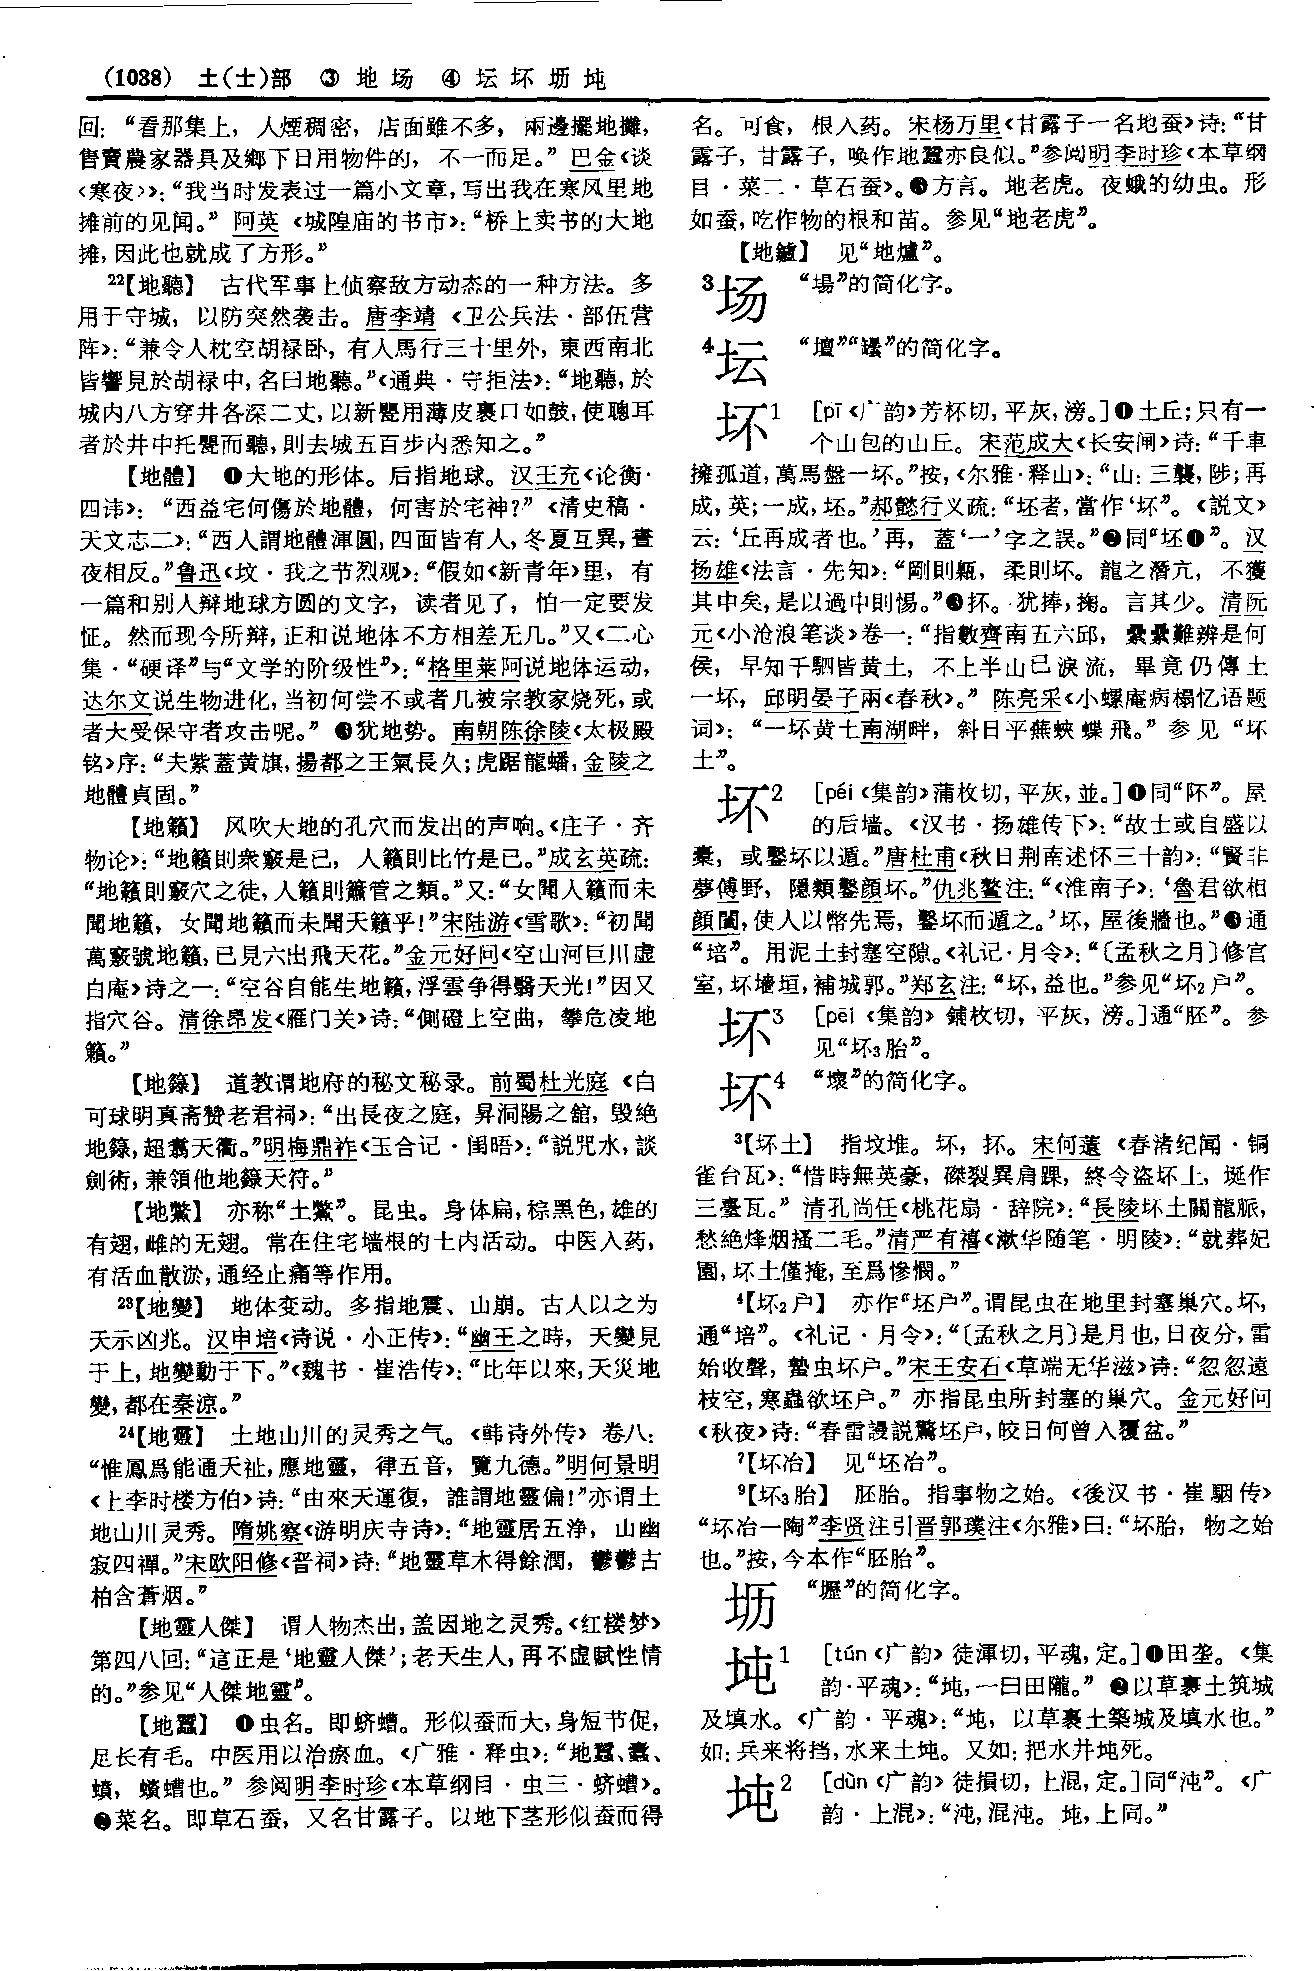 (1038) 土(士)部 ③ 地 场 ④ 坛 坏 坜 坉
回：“看那集上，人煙稠密，店面雖不多，兩邊擺地攤，
售賣農家器具及鄉下日用物件的，不一而足。”巴金《谈
〈寒夜〉》：“我当时发表过一篇小文章，写出我在寒风里地
摊前的见闻。”阿英《城隍庙的书市》：“桥上卖书的大地
摊，因此也就成了方形。”
22【地聽】 古代军事上侦察敌方动态的一种方法。多
用于守城，以防突然袭击。唐李靖《卫公兵法·部伍营
阵》：“兼令人枕空胡禄卧，有人馬行三十里外，東西南北
皆響見於胡禄中，名曰地聽。”《通典·守拒法》：“地聽，於
城内八方穿井各深二丈，以新甖用薄皮裹口如鼓，使聰耳
者於井中托甖而聽，則去城五百步内悉知之。”
【地體】 ❶大地的形体。后指地球。汉王充《论衡·
四讳》：“西益宅何傷於地體，何害於宅神？”《清史稿·
天文志二》：“西人謂地體渾圓，四面皆有人，冬夏互異，晝
夜相反。”鲁迅《坟·我之节烈观》：“假如《新青年》里，有
一篇和别人辩地球方圆的文字，读者见了，怕一定要发
怔。然而现今所辩，正和说地体不方相差无几。”又《二心
集·“硬译”与“文学的阶级性”》：“格里莱阿说地体运动，
达尔文说生物进化，当初何尝不或者几被宗教家烧死，或
者大受保守者攻击呢。”❷犹地势。南朝陈徐陵《太极殿
铭》序：“夫紫蓋黄旗，揚都之王氣長久；虎踞龍蟠，金陵之
地體貞固。”
【地籟】 风吹大地的孔穴而发出的声响。《庄子·齐
物论》：“地籟則衆竅是已，人籟則比竹是已。”成玄英疏：
“地籟則竅穴之徒，人籟則簫管之類。”又：“女聞人籟而未
聞地籟，女聞地籟而未聞天籟乎！”宋陆游《雪歌》：“初聞
萬竅號地籟，已見六出飛天花。”金元好问《空山河巨川虚
白庵》诗之一：“空谷自能生地籟，浮雲争得翳天光！”因又
指穴谷。清徐昂发《雁门关》诗：“側磴上空曲，攀危凌地
籟。”
【地籙】 道教谓地府的秘文秘录。前蜀杜光庭《白
可球明真斋赞老君祠》：“出長夜之庭，昇洞陽之舘，毁絶
地籙，超騫天衢。”明梅鼎祚《玉合记·闺晤》：“説咒水，談
劍術，兼領他地籙天符。”
【地鱉】 亦称“土鱉”。昆虫。身体扁，棕黑色，雄的
有翅，雌的无翅。常在住宅墙根的土内活动。中医入药，
有活血散淤，通经止痛等作用。
23【地變】 地体变动。多指地震、山崩。古人以之为
天示凶兆。汉申培《诗说·小正传》：“幽王之時，天變見
于上，地變動于下。”《魏书·崔浩传》：“比年以來，天災地
變，都在秦凉。”
24【地靈】 土地山川的灵秀之气。《韩诗外传》卷八：
“惟鳳爲能通天祉，應地靈，律五音，覽九德。”明何景明
《上李时楼方伯》诗：“由來天運復，誰謂地靈偏！”亦谓土
地山川灵秀。隋姚察《游明庆寺诗》：“地靈居五浄，山幽
寂四禪。”宋欧阳修《晋祠》诗：“地靈草木得餘潤，鬱鬱古
柏含蒼烟。”
【地靈人傑】 谓人物杰出，盖因地之灵秀。《红楼梦》
第四八回：“這正是‘地靈人傑’；老天生人，再不虚賦性情
的。”参见“人傑地靈”。
【地蠶】 ❶虫名。即蛴螬。形似蚕而大，身短节促，
足长有毛。中医用以治瘀血。《广雅·释虫》：“地蠶、蠹、
蟦，蠀螬也。”参阅明李时珍《本草纲目·虫三·蛴螬》。
❷菜名。即草石蚕，又名甘露子。以地下茎形似蚕而得
名。可食，根入药。宋杨万里《甘露子一名地蚕》诗：“甘
露子，甘露子，唤作地蠶亦良似。”参阅明李时珍《本草纲
目·菜二·草石蚕》。❸方言。地老虎。夜蛾的幼虫。形
如蚕，吃作物的根和苗。参见“地老虎”。
【地鑪】 见“地爐”。
3场 “場”的简化字。
4坛 “壇”“罎”的简化字。
坏1 [pī《广韵》芳杯切，平灰，滂。]❶土丘；只有一
个山包的山丘。宋范成大《长安闸》诗：“千車
擁孤道，萬馬盤一坏。”按，《尔雅·释山》：“山：三襲，陟；再
成，英；一成，坯。”郝懿行义疏：“坯者，當作‘坏’”。《説文》
云：‘丘再成者也。’再，蓋‘一’字之誤。”❷同“坯❶”。汉
扬雄《法言·先知》：“剛則甈，柔則坏。龍之潛亢，不獲
其中矣，是以過中則惕。”❸抔。犹捧，掬。言其少。清阮
元《小沧浪笔谈》卷一：“指數齊南五六邱，纍纍難辨是何
侯，早知千駟皆黄土，不上半山已淚流，畢竟仍傳土
一坏，邱明晏子兩《春秋》。”陈亮采《小螺庵病榻忆语题
词》：“一坏黄土南湖畔，斜日平蕪蛺蝶飛。”参见“坏
土”。
坏2 [péi《集韵》蒲枚切，平灰，並。]❶同“阫”。屋
的后墙。《汉书·扬雄传下》：“故士或自盛以
橐，或鑿坏以遁。”唐杜甫《秋日荆南述怀三十韵》：“賢非
夢傅野，隱類鑿顔坏。”仇兆鳌注：“《淮南子》：‘魯君欲相
顔闔，使人以幣先焉，鑿坏而遁之。’坏，屋後牆也。”❷通
“培”。用泥土封塞空隙。《礼记·月令》：“〔孟秋之月〕修宫
室，坏墻垣，補城郭。”郑玄注：“坏，益也。”参见“坏2户”。
坏3 [pēi《集韵》鋪枚切，平灰，滂。]通“胚”。参
见“坏3胎”。
坏4 “壞”的简化字。
3【坏土】 指坟堆。坏，抔。宋何薳《春渚纪闻·铜
雀台瓦》：“惜時無英豪，磔裂異肩踝，終令盗坏土，埏作
三臺瓦。”清孔尚任《桃花扇·辞院》：“長陵坏土關龍脈，
愁絶烽烟搔二毛。”清严有禧《漱华随笔·明陵》：“就葬妃
園，坏土僅掩，至爲慘憫。”
4【坏2户】 亦作“坯户”。谓昆虫在地里封塞巢穴。坏，
通“培”。《礼记·月令》：“〔孟秋之月〕是月也，日夜分，雷
始收聲，蟄虫坏户。”宋王安石《草端无华滋》诗：“忽忽遠
枝空，寒蟲欲坯户。”亦指昆虫所封塞的巢穴。金元好问
《秋夜》诗：“春雷謾説驚坯户，皎日何曾入覆盆。”
7【坏冶】 见“坯冶”。
9【坏3胎】 胚胎。指事物之始。《後汉书·崔駰传》
“坏冶一陶”李贤注引晋郭璞注《尔雅》曰：“坏胎，物之始
也。”按，今本作“胚胎”。
坜 “壢”的简化字。
坉1 [tún《广韵》徒渾切，平魂，定。]❶田垄。《集
韵·平魂》：“坉，一曰田隴。”❷以草裹土筑城
及填水。《广韵·平魂》：“坉，以草裹土築城及填水也。”
如：兵来将挡，水来土坉。又如：把水井坉死。
坉2 [dùn《广韵》徒損切，上混，定。]同“沌”。《广
韵·上混》：“沌，混沌。坉，上同。”